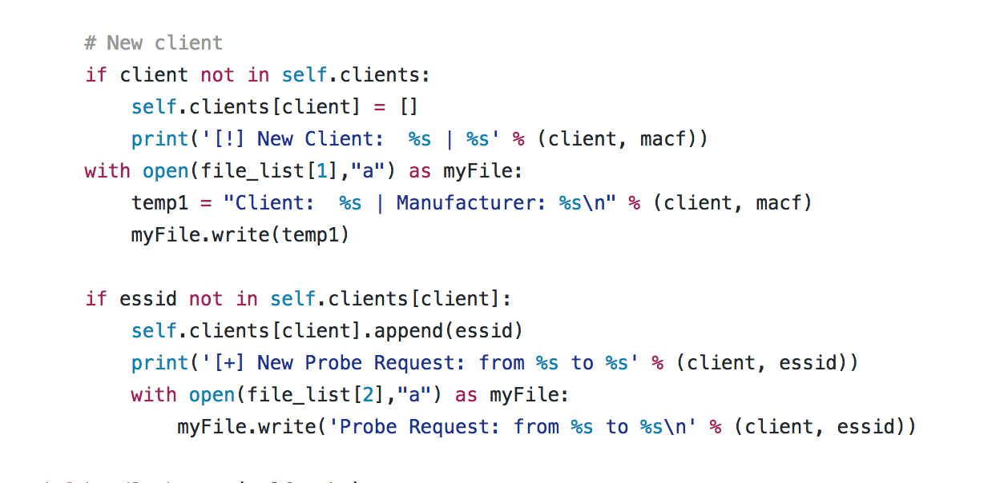 # New client
if client not in self.clients:
    self.clients[client] = []
    print('[!] New Client:  %s | %s' % (client, macf))
with open(file_list[1],"a") as myFile:
    temp1 = "Client:  %s | Manufacturer: %s\n" % (client, macf)
    myFile.write(temp1)

if essid not in self.clients[client]:
    self.clients[client].append(essid)
    print('[+] New Probe Request: from %s to %s' % (client, essid))
    with open(file_list[2],"a") as myFile:
        myFile.write('Probe Request: from %s to %s\n' % (client, essid))